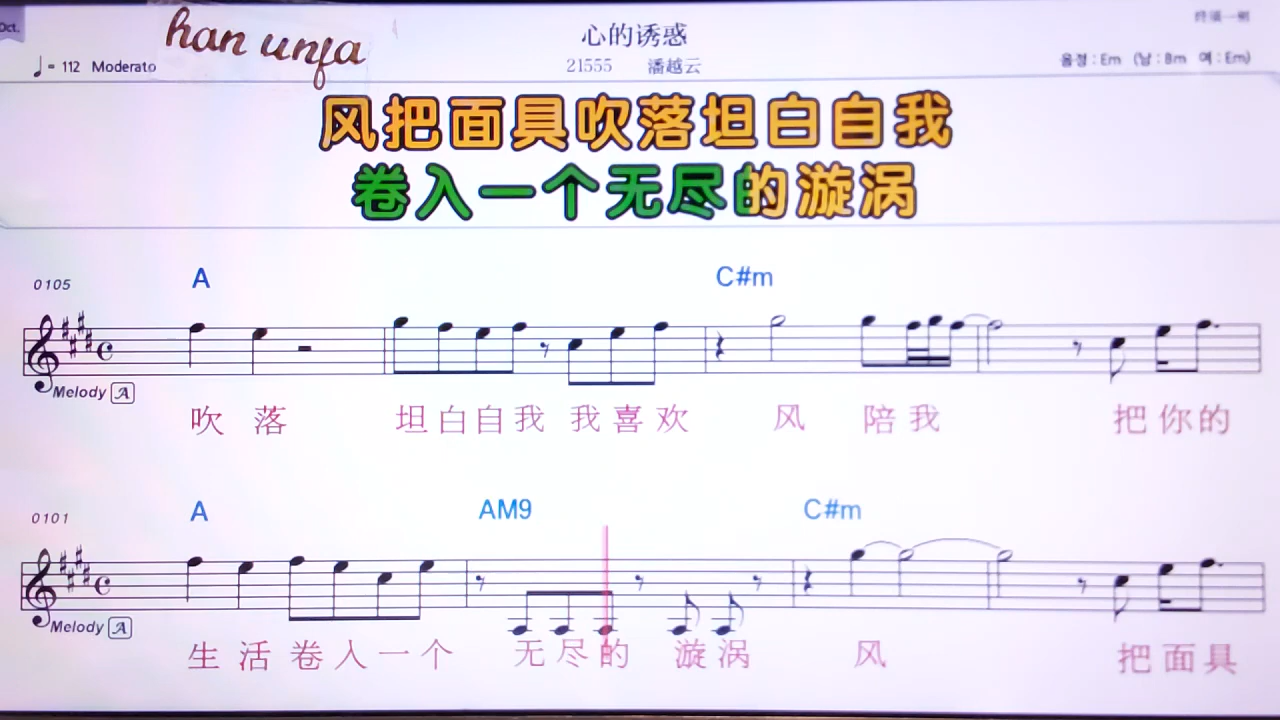 Oct.
han unfa
心的诱惑
♩= 112 Moderato
21555 潘越云
음정 : Em (남 : Bm 여 : Em)
风把面具吹落坦白自我
卷入一个无尽的漩涡
0105
A C#m
Melody A
吹 落 坦 白 自 我 我 喜 欢 风 陪 我 把 你 的
0101
A AM9 C#m
Melody A
生 活 卷 入 一 个 无 尽 的 漩 涡 风 把 面 具